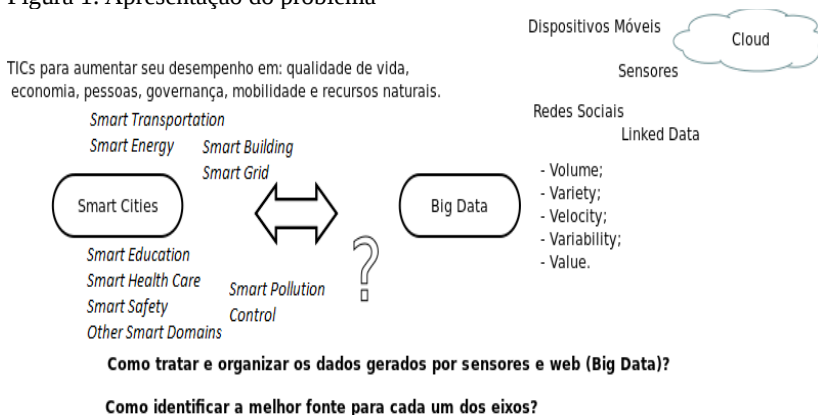 Figura 1: Apresentação do problema
Dispositivos Móveis
Cloud
TICs para aumentar seu desempenho em: qualidade de vida,
economia, pessoas, governança, mobilidade e recursos naturais.
Sensores
Redes Sociais
Linked Data
Smart Transportation
Smart Energy
Smart Building
Smart Grid
Smart Cities
Big Data
- Volume;
- Variety;
- Velocity;
- Variability;
- Value.
Smart Education
Smart Health Care
Smart Safety
Other Smart Domains
Smart Pollution
Control
?
Como tratar e organizar os dados gerados por sensores e web (Big Data)?
Como identificar a melhor fonte para cada um dos eixos?